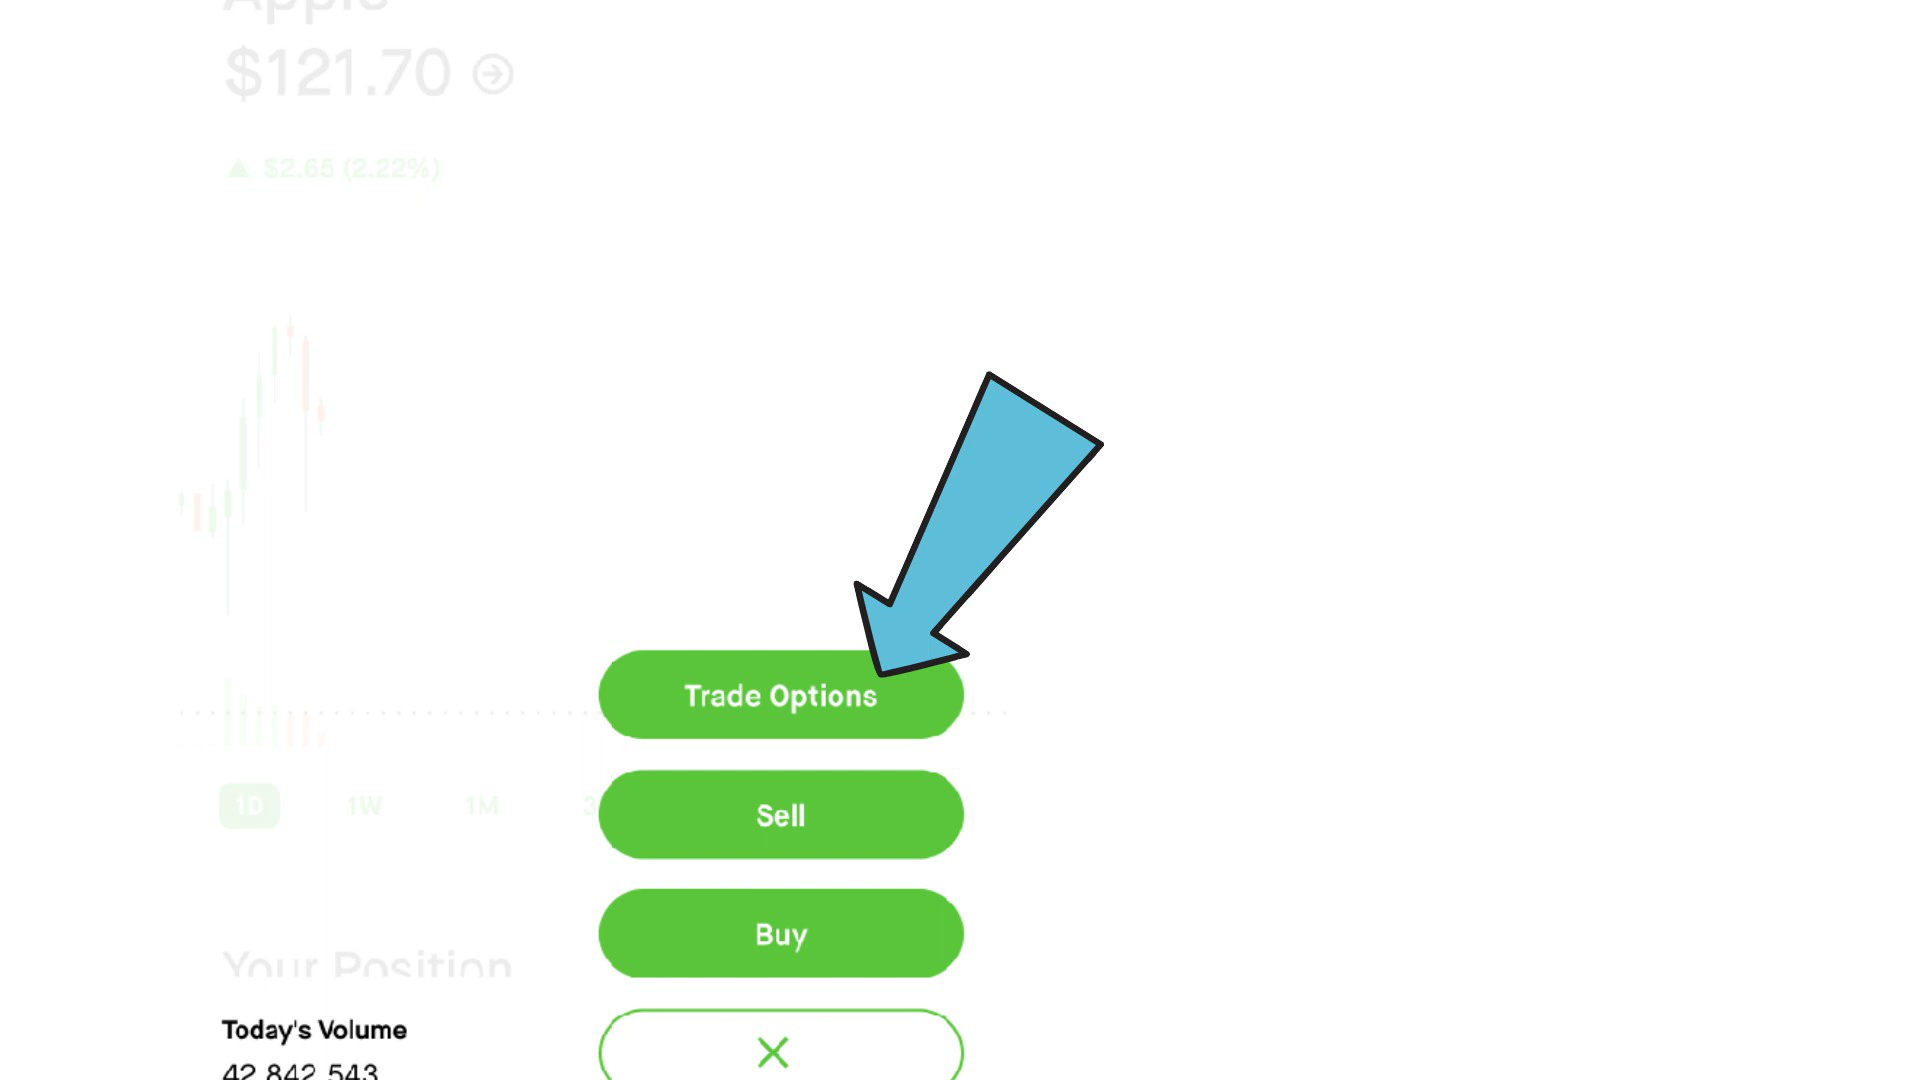 Apple
$121.70
▲ $2.65 (2.22%)
1D 1W 1M 3
Trade Options
Sell
Buy
Your Position
Today's Volume
42,842,543